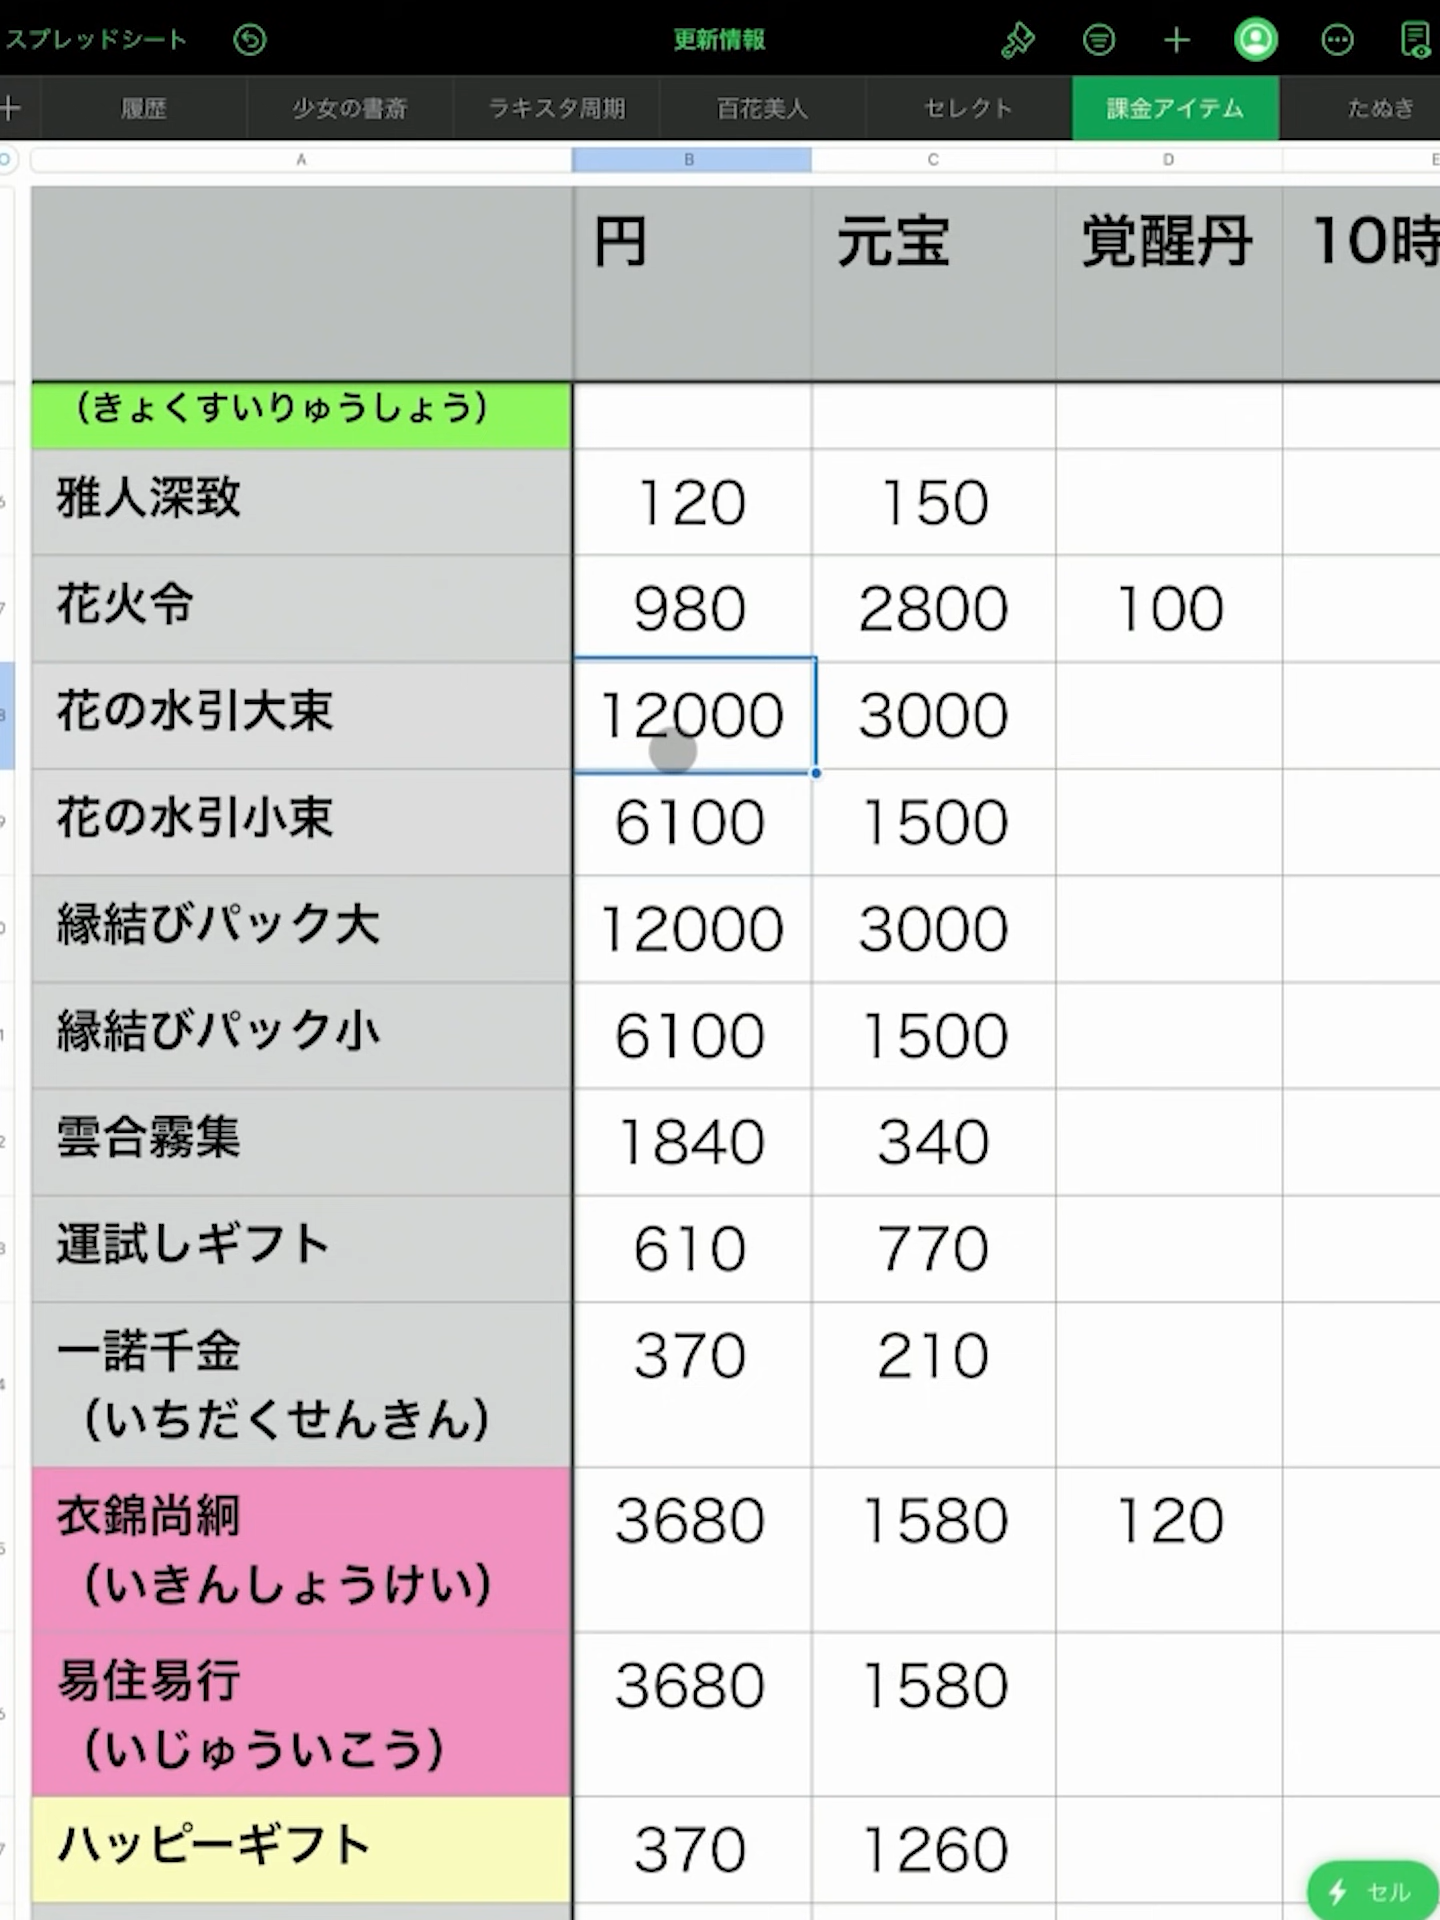 スプレッドシート 更新情報
履歴 少女の書斎 ラキスタ周期 百花美人 セレクト 課金アイテム たぬき
A B C D E
円 元宝 覚醒丹 10時
（きょくすいりゅうしょう）
雅人深致 120 150
花火令 980 2800 100
花の水引大束 12000 3000
花の水引小束 6100 1500
縁結びパック大 12000 3000
縁結びパック小 6100 1500
雲合霧集 1840 340
運試しギフト 610 770
一諾千金 370 210
（いちだくせんきん）
衣錦尚絅 3680 1580 120
（いきんしょうけい）
易住易行 3680 1580
（いじゅういこう）
ハッピーギフト 370 1260
セル